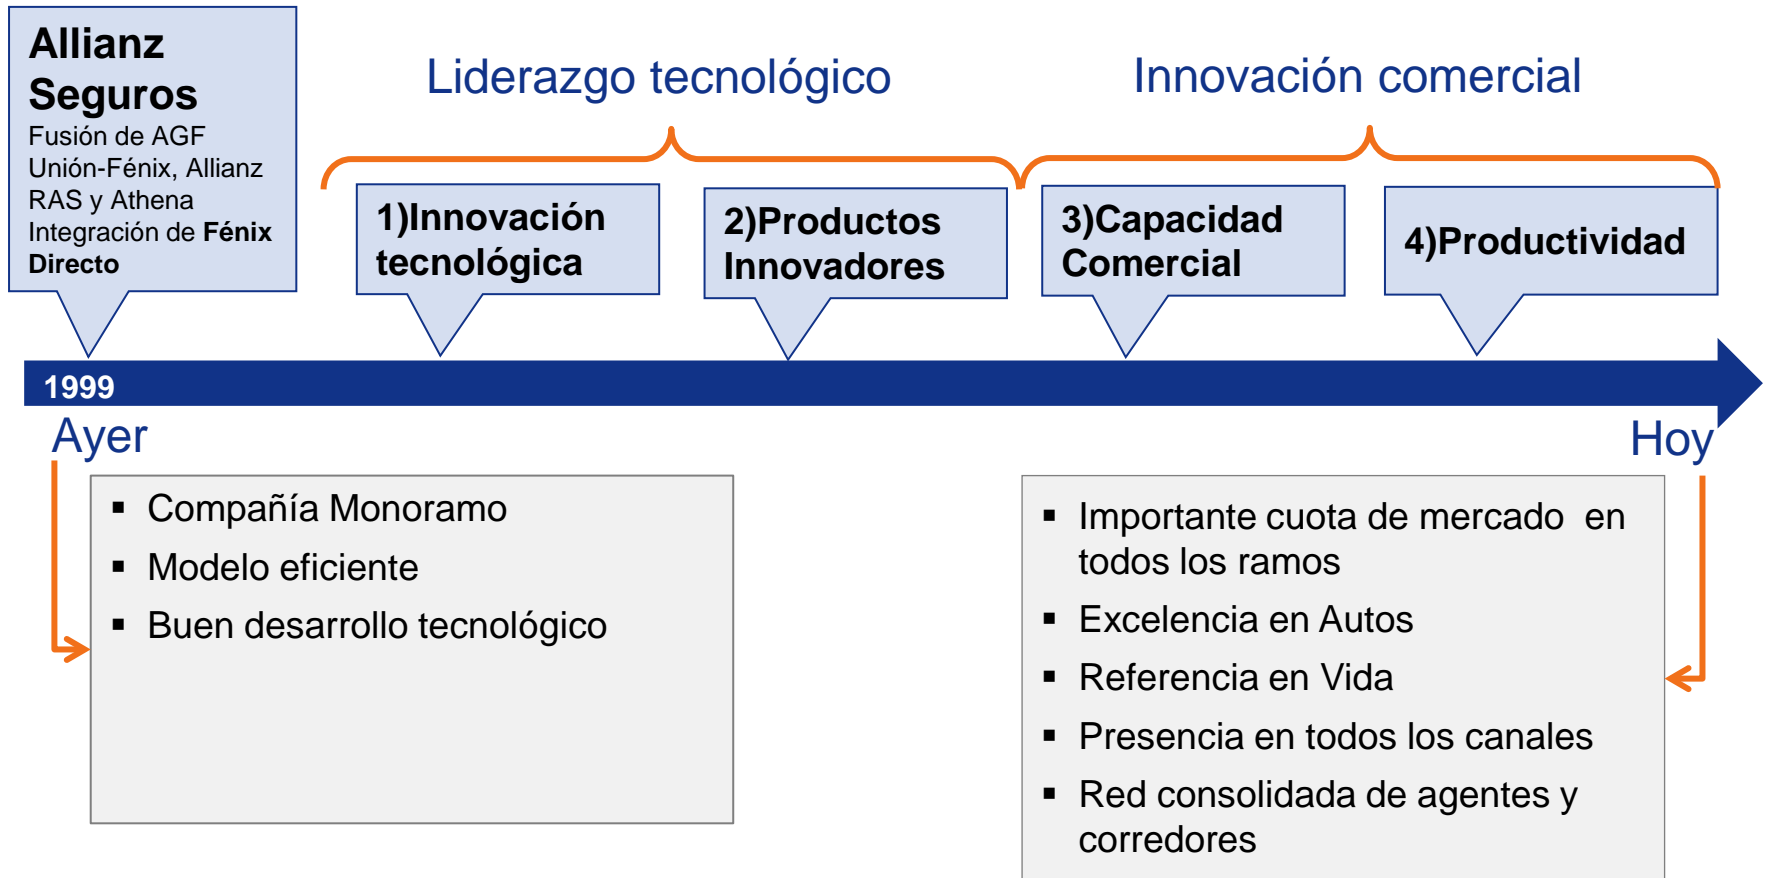 Allianz
Seguros
Fusión de AGF
Unión-Fénix, Allianz
RAS y Athena
Integración de Fénix
Directo
Liderazgo tecnológico
Innovación comercial
1)Innovación
tecnológica
2)Productos
Innovadores
3)Capacidad
Comercial
4)Productividad
1999
Ayer
Hoy
▪ Compañía Monoramo
▪ Modelo eficiente
▪ Buen desarrollo tecnológico
▪ Importante cuota de mercado en
todos los ramos
▪ Excelencia en Autos
▪ Referencia en Vida
▪ Presencia en todos los canales
▪ Red consolidada de agentes y
corredores